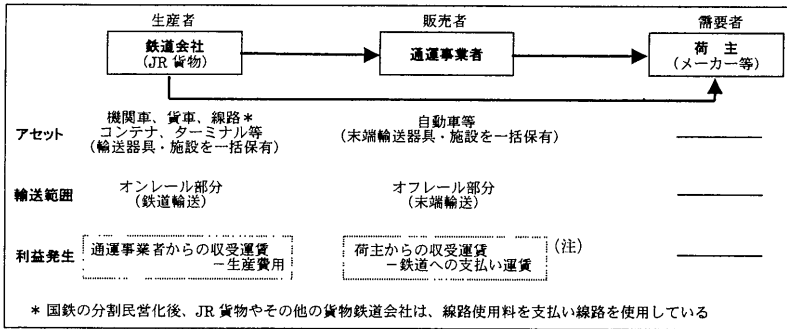 生産者 販売者 需要者
鉄道会社
(JR 貨物)
通運事業者
荷 主
(メーカー等)
アセット
機関車、貨車、線路*
コンテナ、ターミナル等
(輸送器具・施設を一括保有)
自動車等
(末端輸送器具・施設を一括保有)
輸送範囲
オンレール部分
(鉄道輸送)
オフレール部分
(末端輸送)
利益発生
通運事業者からの収受運賃
-生産費用
荷主からの収受運賃
-鉄道への支払い運賃
(注)
* 国鉄の分割民営化後、JR 貨物やその他の貨物鉄道会社は、線路使用料を支払い線路を使用している